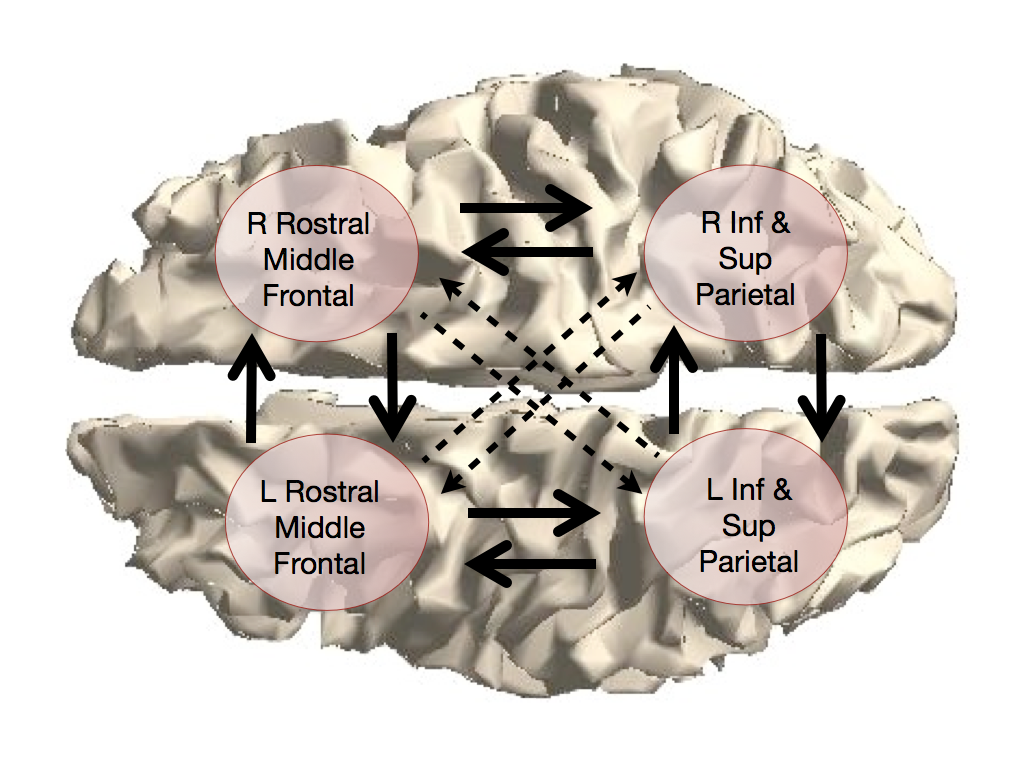 R Rostral
Middle
Frontal
R Inf &
Sup
Parietal
L Rostral
Middle
Frontal
L Inf &
Sup
Parietal